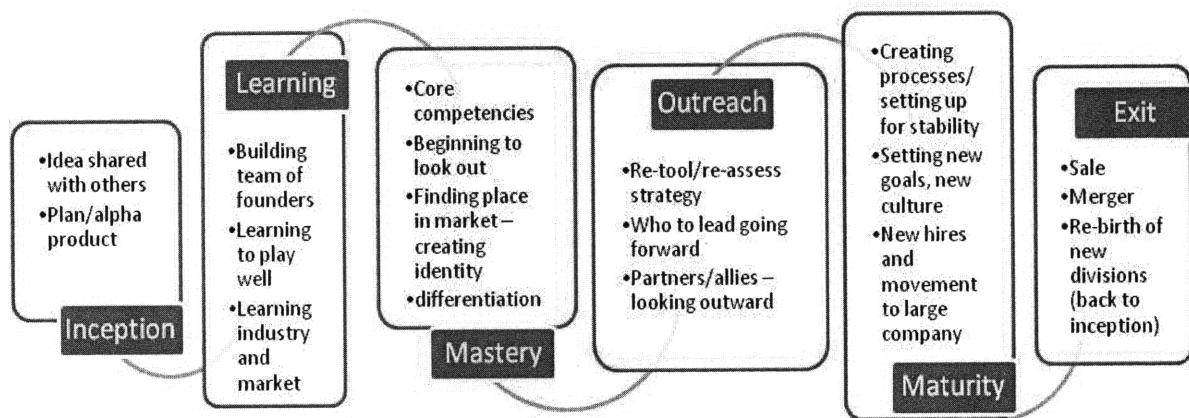 •Idea shared
with others
•Plan/alpha
product
Inception
Learning
•Building
team of
founders
•Learning
to play
well
•Learning
industry
and
market
•Core
competencies
•Beginning to
look out
•Finding place
in market –
creating
identity
•differentiation
Mastery
Outreach
•Re-tool/re-assess
strategy
•Who to lead going
forward
•Partners/allies –
looking outward
•Creating
processes/
setting up
for stability
•Setting new
goals, new
culture
•New hires
and
movement
to large
company
Maturity
Exit
•Sale
•Merger
•Re-birth of
new
divisions
(back to
inception)